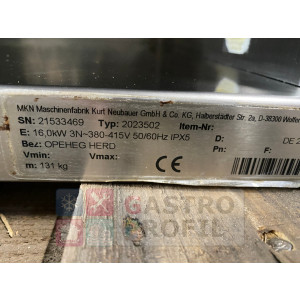 MKN Maschinenfabrik Kurt Neubauer GmbH & Co. KG, Halberstädter Str. 2a, D-38300 Wolfen
SN: 21533469 Typ: 2023502 Item-Nr:
E: 16,0kW 3N~380-415V 50/60Hz IPX5 D: DE 2
Bez: OPEHEG HERD Pn: F:
Vmin: Vmax: CE
m: 131 kg
GASTRO
PROFIL